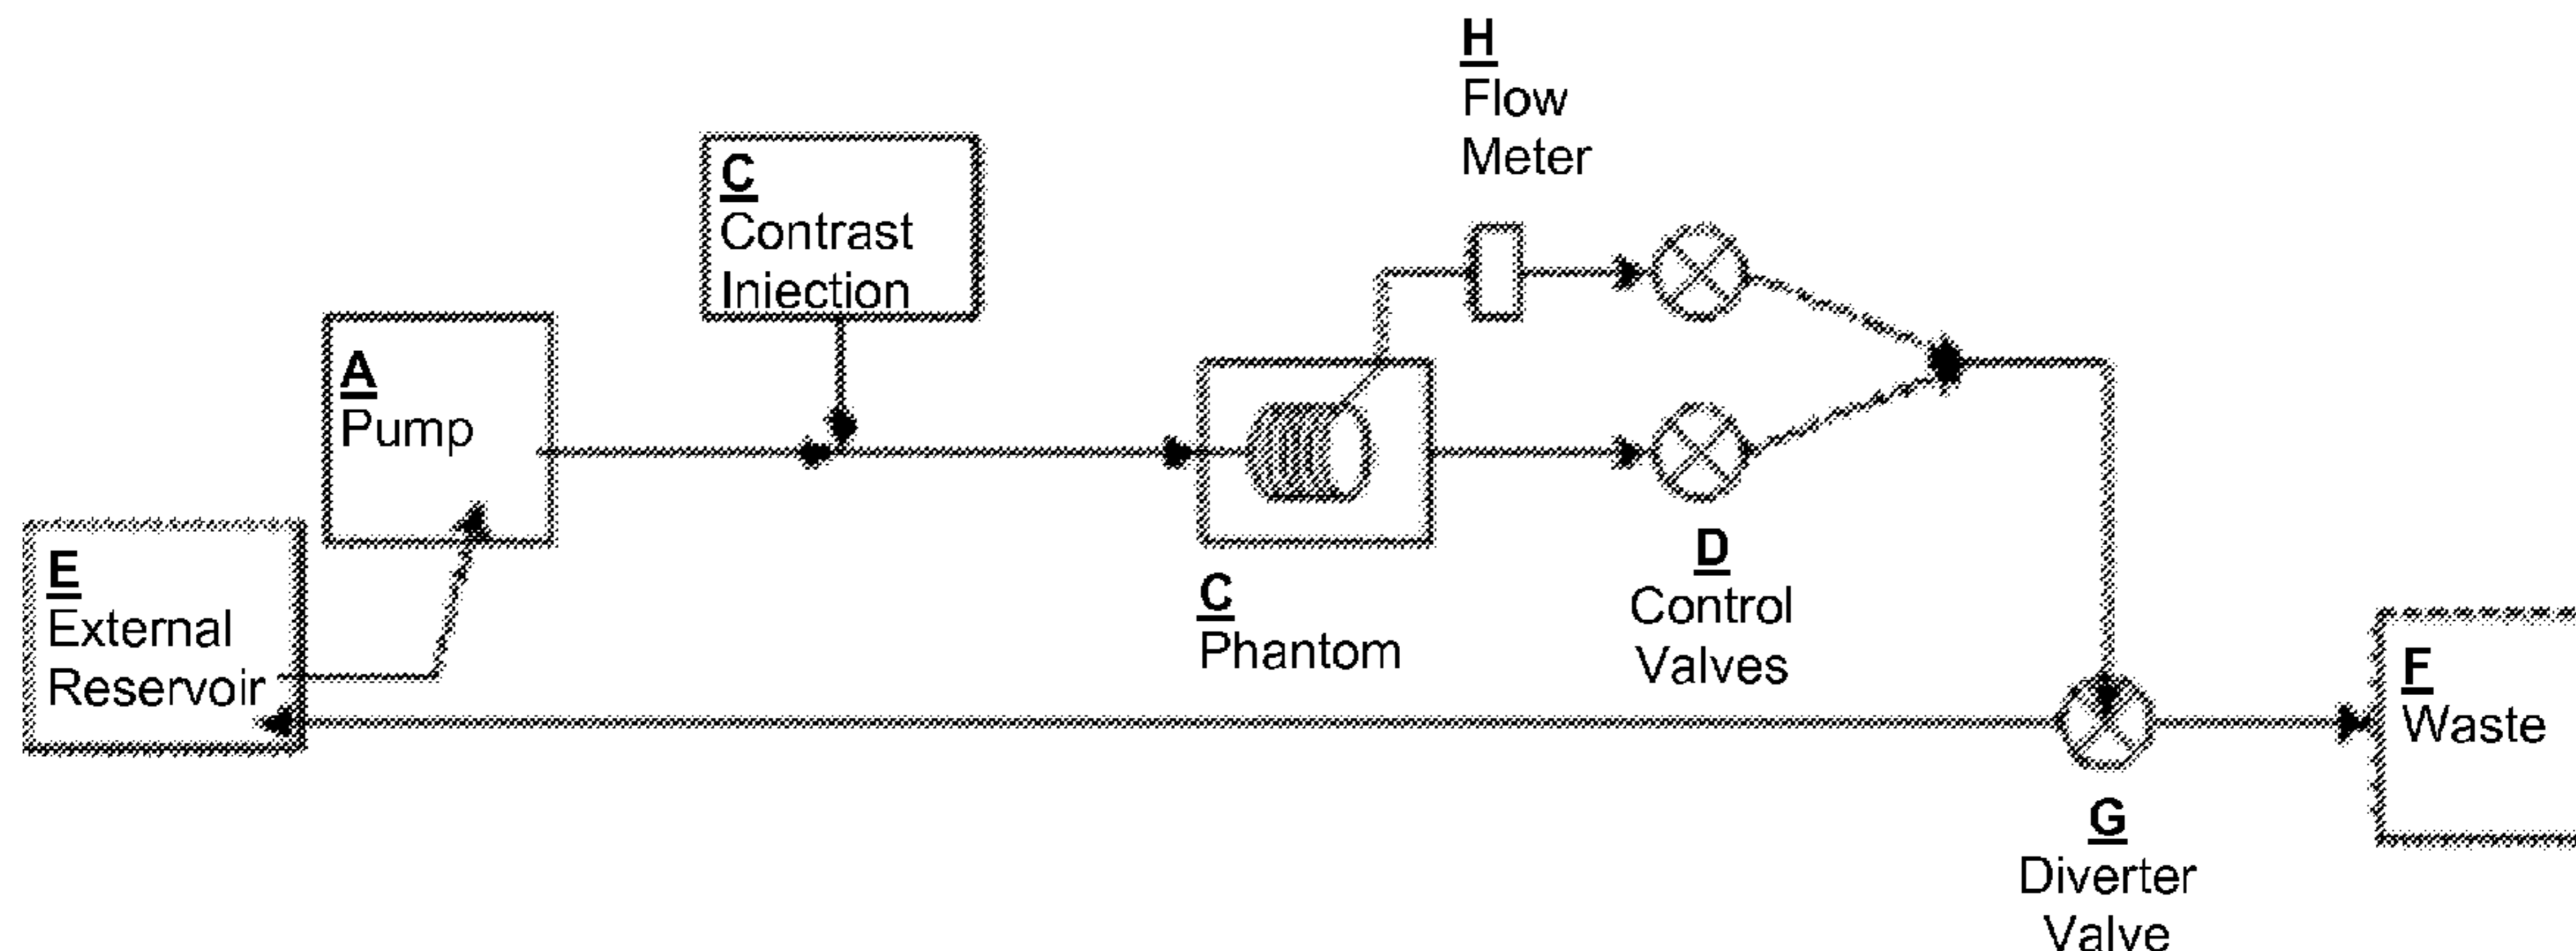 H
Flow
Meter
C
Contrast
Iniection
A
Pump
E
External
Reservoir
C
Phantom
D
Control
Valves
F
Waste
G
Diverter
Valve